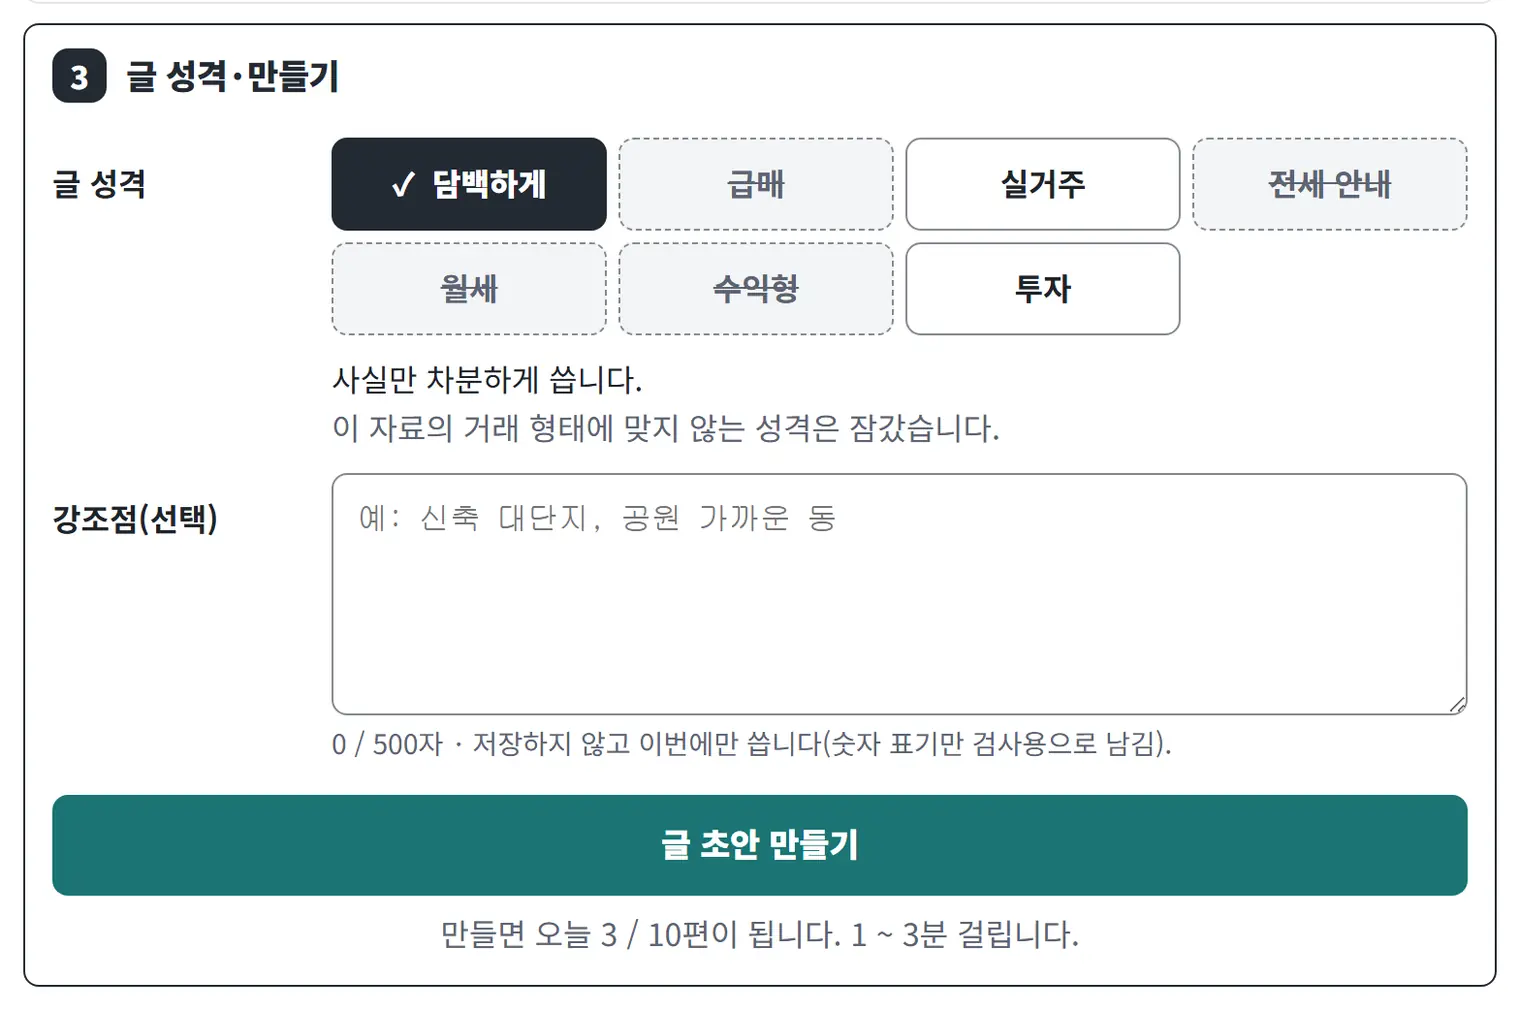 3 글 성격·만들기
글 성격
✓ 담백하게 급매 실거주 전세 안내
월세 수익형 투자
사실만 차분하게 씁니다.
이 자료의 거래 형태에 맞지 않는 성격은 잠갔습니다.
강조점(선택)
예: 신축 대단지, 공원 가까운 동
0 / 500자 · 저장하지 않고 이번에만 씁니다(숫자 표기만 검사용으로 남김).
글 초안 만들기
만들면 오늘 3 / 10편이 됩니다. 1 ~ 3분 걸립니다.